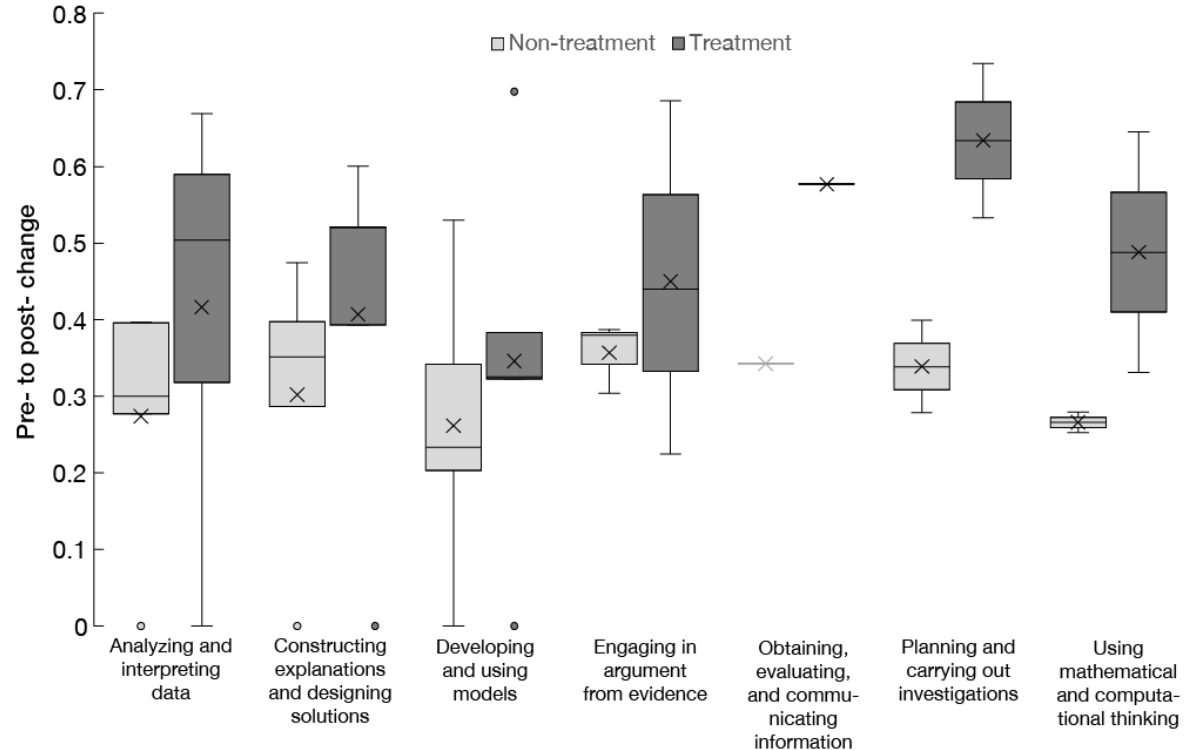 Non-treatment
Treatment
Pre- to post- change
0.8
0.7
0.6
0.5
0.4
0.3
0.2
0.1
0
Analyzing and
interpreting
data
Constructing
explanations
and designing
solutions
Developing
and using
models
Engaging in
argument
from evidence
Obtaining,
evaluating,
and commu-
nicating
information
Planning and
carrying out
investigations
Using
mathematical
and computa-
tional thinking